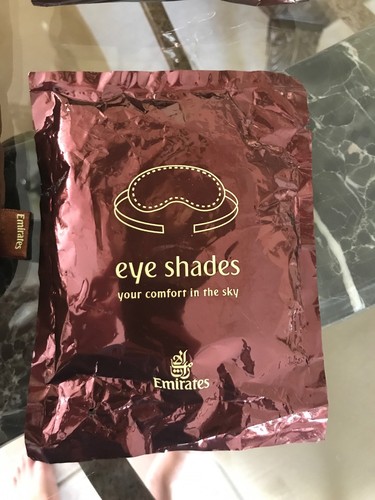 eye shades
your comfort in the sky
Emirates
Emirates